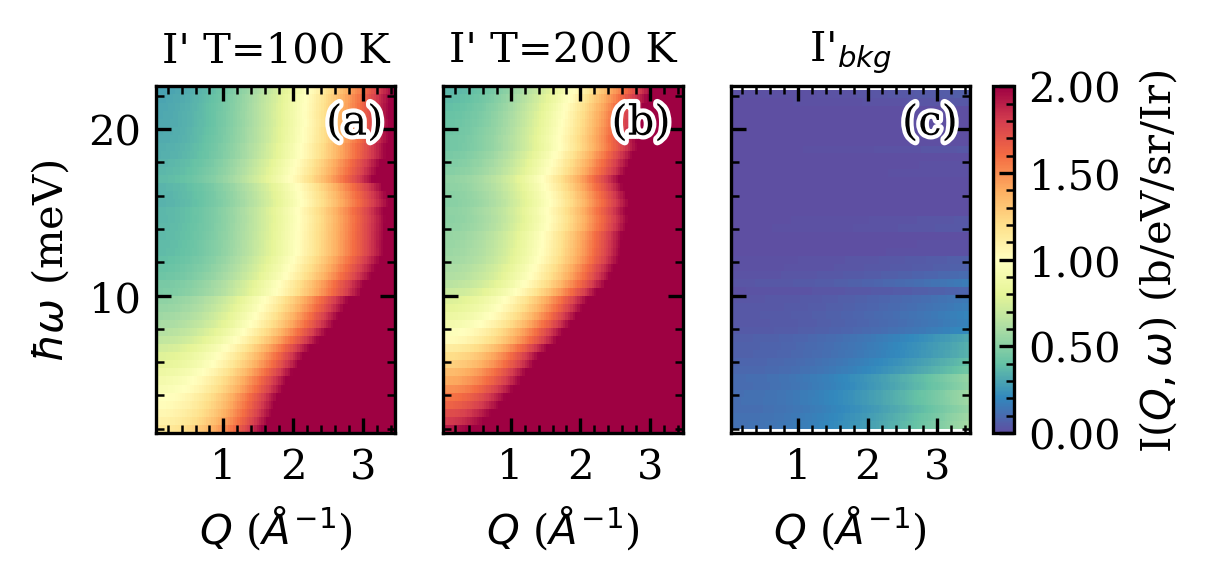 I' T=100 K
I' T=200 K
I'bkg
(a)
(b)
(c)
ħω (meV)
20
10
1 2 3
1 2 3
1 2 3
Q (Å⁻¹)
Q (Å⁻¹)
Q (Å⁻¹)
2.00
1.50
1.00
0.50
0.00
I(Q, ω) (b/eV/sr/Ir)